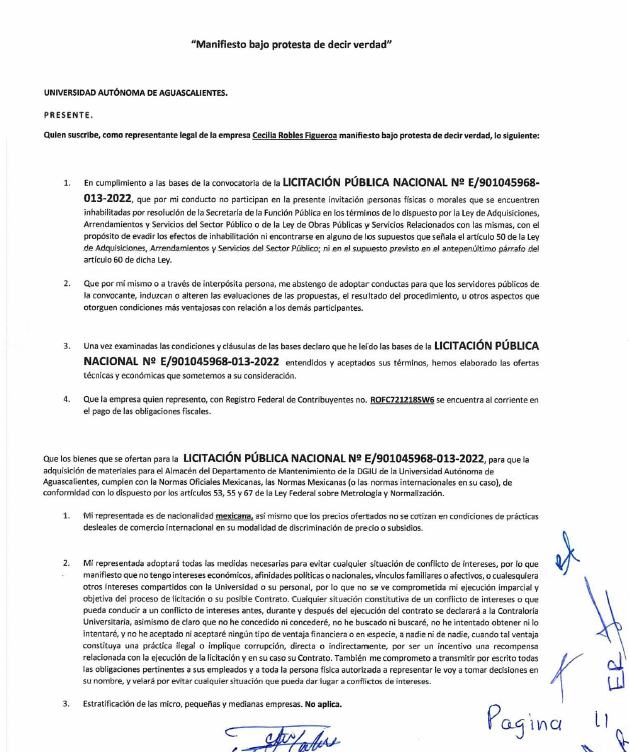 “Manifiesto bajo protesta de decir verdad”
UNIVERSIDAD AUTÓNOMA DE AGUASCALIENTES.
PRESENTE.
Quien suscribe, como representante legal de la empresa Cecilia Robles Figueroa manifiesto bajo protesta de decir verdad, lo siguiente:
1. En cumplimiento a las bases de la convocatoria de la LICITACIÓN PÚBLICA NACIONAL Nº E/901045968-
013-2022, que por mi conducto no participan en la presente invitación personas físicas o morales que se encuentren
inhabilitadas por resolución de la Secretaría de la Función Pública en los términos de lo dispuesto por la Ley de Adquisiciones,
Arrendamientos y Servicios del Sector Público o de la Ley de Obras Públicas y Servicios Relacionados con las mismas, con el
propósito de evadir los efectos de inhabilitación ni encontrarse en alguno de los supuestos que señala el artículo 50 de la Ley
de Adquisiciones, Arrendamientos y Servicios del Sector Público; ni en el supuesto previsto en el antepenúltimo párrafo del
artículo 60 de dicha Ley.
2. Que por mí mismo o a través de interpósita persona, me abstengo de adoptar conductas para que los servidores públicos de
la convocante, induzcan o alteren las evaluaciones de las propuestas, el resultado del procedimiento, u otros aspectos que
otorguen condiciones más ventajosas con relación a los demás participantes.
3. Una vez examinadas las condiciones y cláusulas de las bases declaro que he leído las bases de la LICITACIÓN PÚBLICA
NACIONAL Nº E/901045968-013-2022 entendidos y aceptados sus términos, hemos elaborado las ofertas
técnicas y económicas que sometemos a su consideración.
4. Que la empresa quien represento, con Registro Federal de Contribuyentes no. ROFC721218SW6 se encuentra al corriente en
el pago de las obligaciones fiscales.
Que los bienes que se ofertan para la LICITACIÓN PÚBLICA NACIONAL Nº E/901045968-013-2022, para que la
adquisición de materiales para el Almacén del Departamento de Mantenimiento de la DGIU de la Universidad Autónoma de
Aguascalientes, cumplen con la Normas Oficiales Mexicanas, las Normas Mexicanas (o las normas internacionales en su caso), de
conformidad con lo dispuesto por los artículos 53, 55 y 67 de la Ley Federal sobre Metrología y Normalización.
1. Mi representada es de nacionalidad mexicana, así mismo que los precios ofertados no se cotizan en condiciones de prácticas
desleales de comercio internacional en su modalidad de discriminación de precio o subsidios.
2. Mi representada adoptará todas las medidas necesarias para evitar cualquier situación de conflicto de intereses, por lo que
manifiesto que no tengo intereses económicos, afinidades políticas o nacionales, vínculos familiares o afectivos, o cualesquiera
otros intereses compartidos con la Universidad o su personal, por lo que no se ve comprometida mi ejecución imparcial y
objetiva del proceso de licitación o su posible Contrato. Cualquier situación constitutiva de un conflicto de intereses o que
pueda conducir a un conflicto de intereses antes, durante y después del ejecución del contrato se declarará a la Contraloría
Universitaria, asimismo de claro que no he concedido ni concederé, no he buscado ni buscaré, no he intentado obtener ni lo
intentaré, y no he aceptado ni aceptaré ningún tipo de ventaja financiera o en especie, a nadie ni de nadie, cuando tal ventaja
constituya una práctica ilegal o implique corrupción, directa o indirectamente, por ser un incentivo una recompensa
relacionada con la ejecución de la licitación y en su caso su Contrato. También me comprometo a transmitir por escrito todas
las obligaciones pertinentes a sus empleados y a toda la persona física autorizada a representar le voy a tomar decisiones en
su nombre, y velará por evitar cualquier situación que pueda dar lugar a conflictos de intereses.
3. Estratificación de las micro, pequeñas y medianas empresas. No aplica.
Pagina